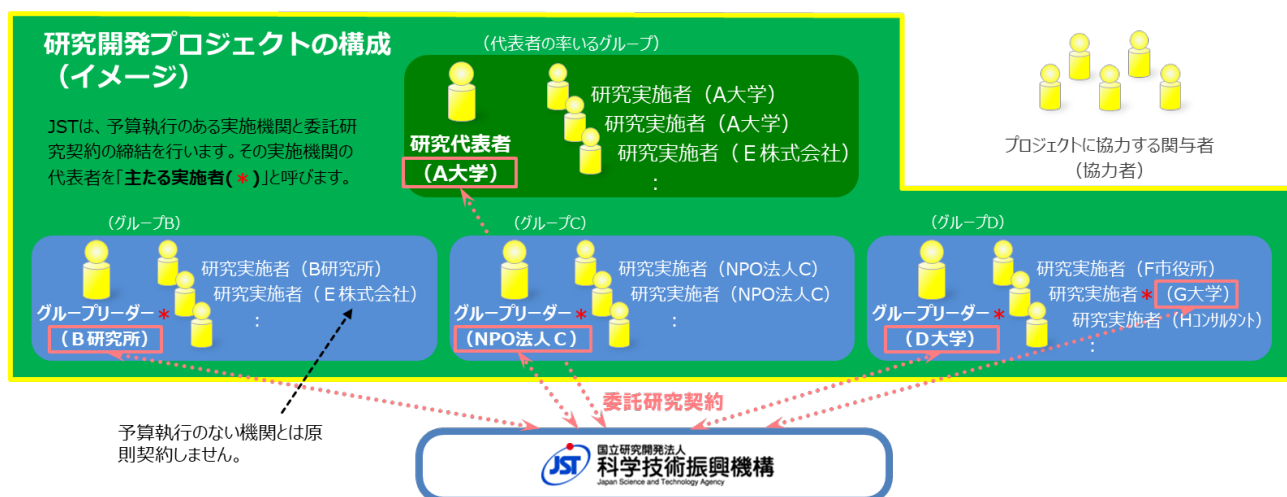 研究開発プロジェクトの構成
（イメージ）
JSTは、予算執行のある実施機関と委託研
究契約の締結を行います。その実施機関の
代表者を「主たる実施者(＊)」と呼びます。
（代表者の率いるグループ）
研究代表者
（A大学）
研究実施者（A大学）
研究実施者（A大学）
研究実施者（Ｅ株式会社）
：
プロジェクトに協力する関与者
（協力者）
（グループB）
グループリーダー＊
（Ｂ研究所）
研究実施者（B研究所）
研究実施者（Ｅ株式会社）
：
（グループC）
グループリーダー＊
（NPO法人Ｃ）
研究実施者（NPO法人C）
研究実施者（NPO法人C）
：
（グループD）
グループリーダー＊
（Ｄ大学）
研究実施者（F市役所）
研究実施者＊（G大学）
研究実施者（Hコンサルタント）
：
予算執行のない機関とは原
則契約しません。
委託研究契約
JST
国立研究開発法人
科学技術振興機構
Japan Science and Technology Agency